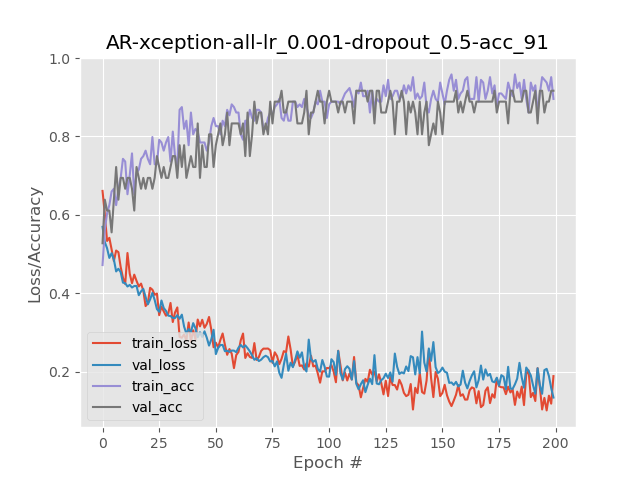 AR-xception-all-lr_0.001-dropout_0.5-acc_91
Loss/Accuracy
1.0
0.8
0.6
0.4
0.2
train_loss
val_loss
train_acc
val_acc
0 25 50 75 100 125 150 175 200
Epoch #